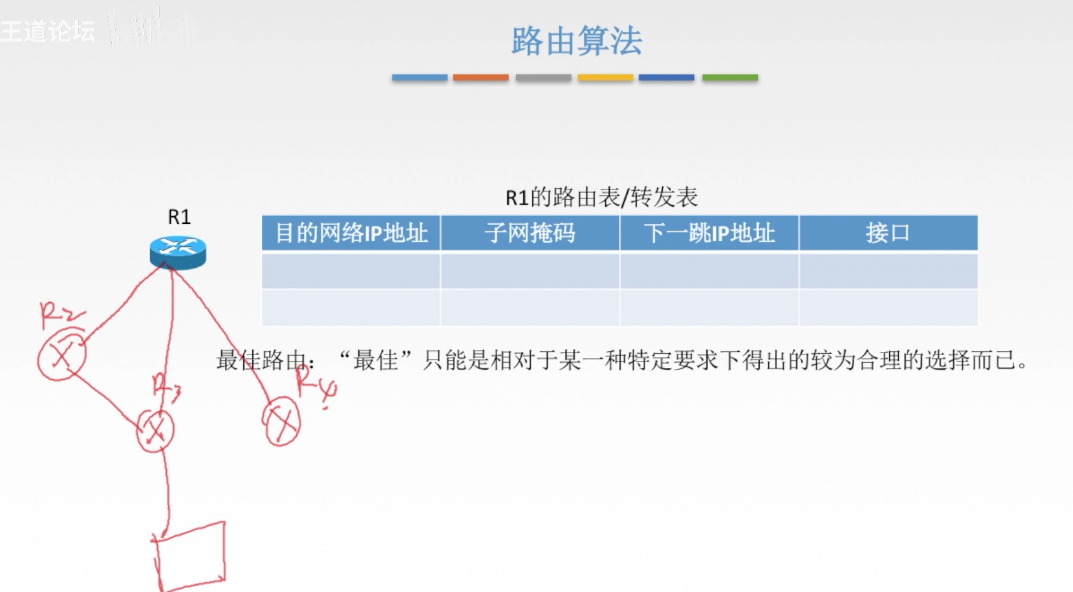 王道论坛
路由算法
R1的路由表/转发表
R1
目的网络IP地址 子网掩码 下一跳IP地址 接口
R2
最佳路由：“最佳”只能是相对于某一种特定要求下得出的较为合理的选择而已。
R3
R4